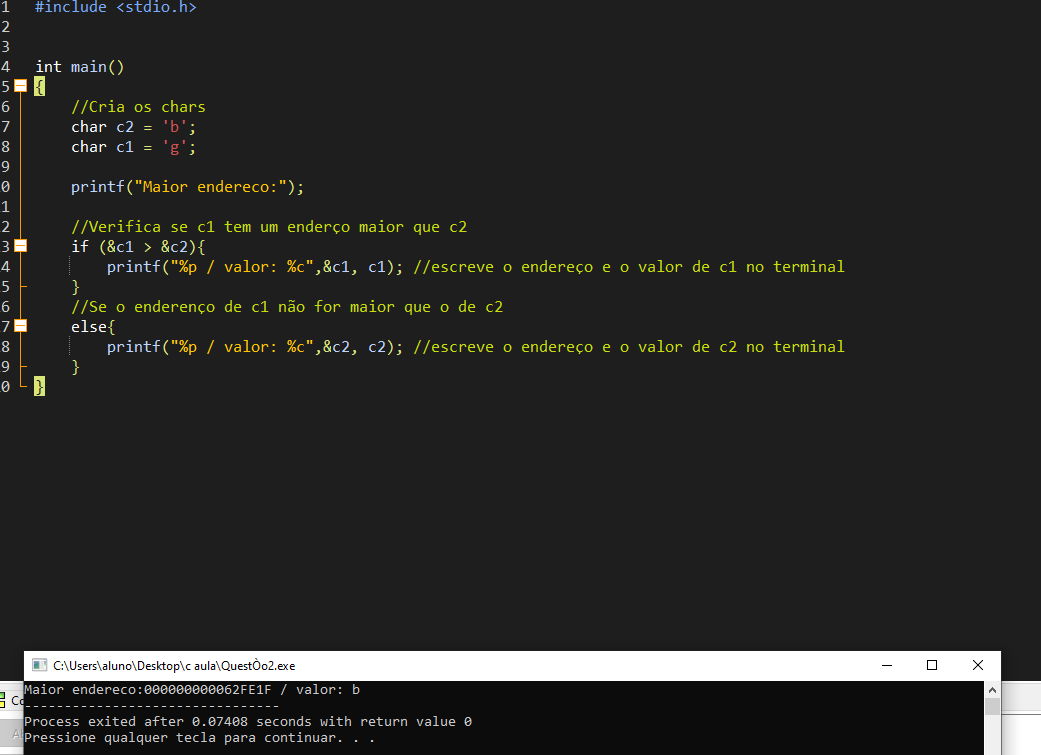 1 #include <stdio.h>
2
3
4 int main()
5 {
6 //Cria os chars
7 char c2 = 'b';
8 char c1 = 'g';
9
0 printf("Maior endereco:");
1
2 //Verifica se c1 tem um enderço maior que c2
3 if (&c1 > &c2){
4 printf("%p / valor: %c",&c1, c1); //escreve o endereço e o valor de c1 no terminal
5 }
6 //Se o enderenço de c1 não for maior que o de c2
7 else{
8 printf("%p / valor: %c",&c2, c2); //escreve o endereço e o valor de c2 no terminal
9 }
0 }
C:\Users\aluno\Desktop\c aula\QuestÒo2.exe
Maior endereco:000000000062FE1F / valor: b
--------------------------------
Process exited after 0.07408 seconds with return value 0
Pressione qualquer tecla para continuar. . .